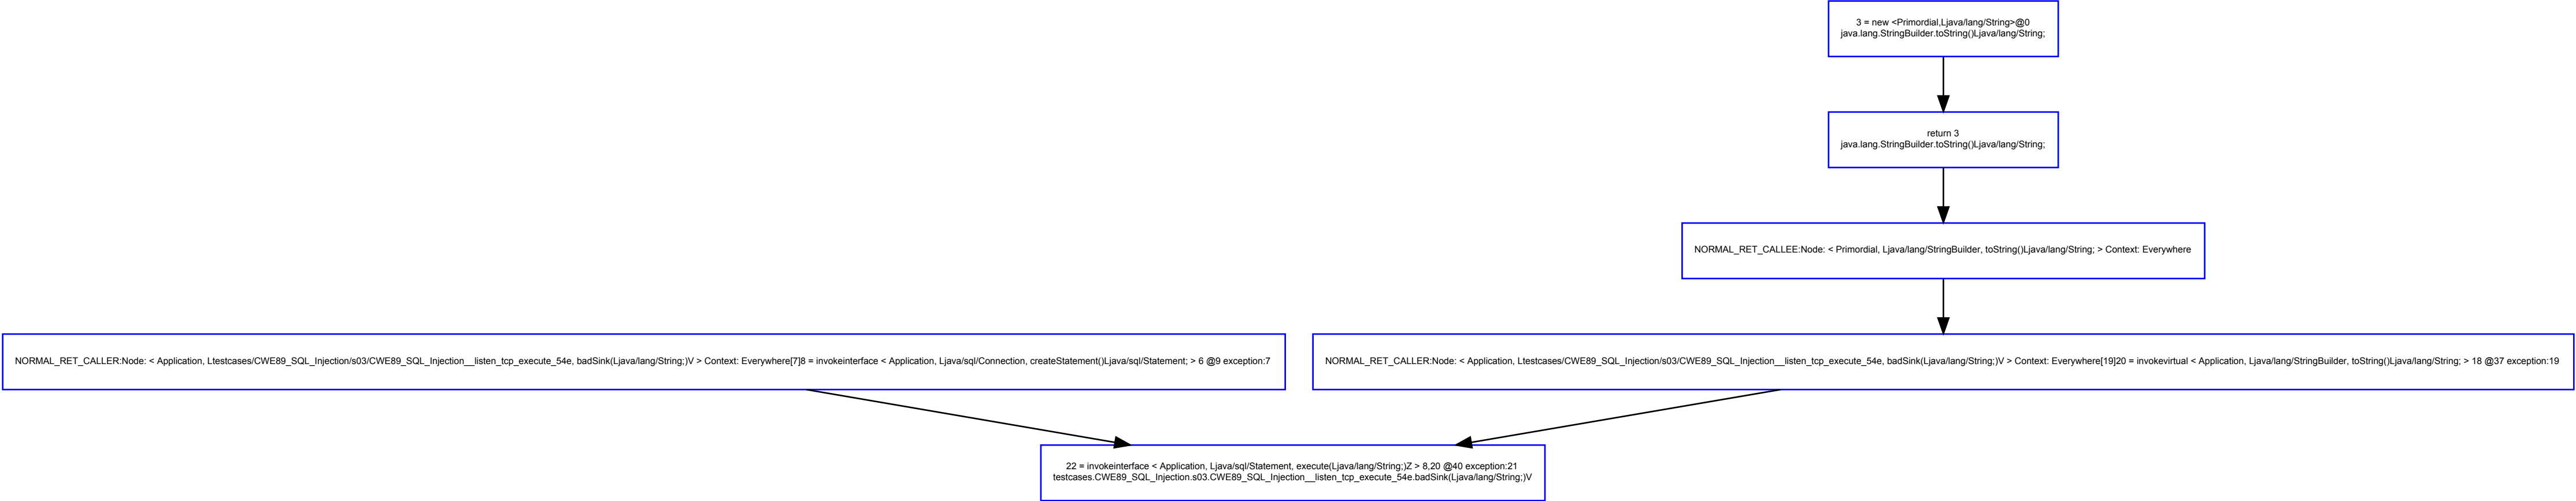 3 = new <Primordial,Ljava/lang/String>@0
java.lang.StringBuilder.toString()Ljava/lang/String;
return 3
java.lang.StringBuilder.toString()Ljava/lang/String;
NORMAL_RET_CALLEE:Node: < Primordial, Ljava/lang/StringBuilder, toString()Ljava/lang/String; > Context: Everywhere
NORMAL_RET_CALLER:Node: < Application, Ltestcases/CWE89_SQL_Injection/s03/CWE89_SQL_Injection__listen_tcp_execute_54e, badSink(Ljava/lang/String;)V > Context: Everywhere[7]8 = invokeinterface < Application, Ljava/sql/Connection, createStatement()Ljava/sql/Statement; > 6 @9 exception:7
NORMAL_RET_CALLER:Node: < Application, Ltestcases/CWE89_SQL_Injection/s03/CWE89_SQL_Injection__listen_tcp_execute_54e, badSink(Ljava/lang/String;)V > Context: Everywhere[19]20 = invokevirtual < Application, Ljava/lang/StringBuilder, toString()Ljava/lang/String; > 18 @37 exception:19
22 = invokeinterface < Application, Ljava/sql/Statement, execute(Ljava/lang/String;)Z > 8,20 @40 exception:21
testcases.CWE89_SQL_Injection.s03.CWE89_SQL_Injection__listen_tcp_execute_54e.badSink(Ljava/lang/String;)V